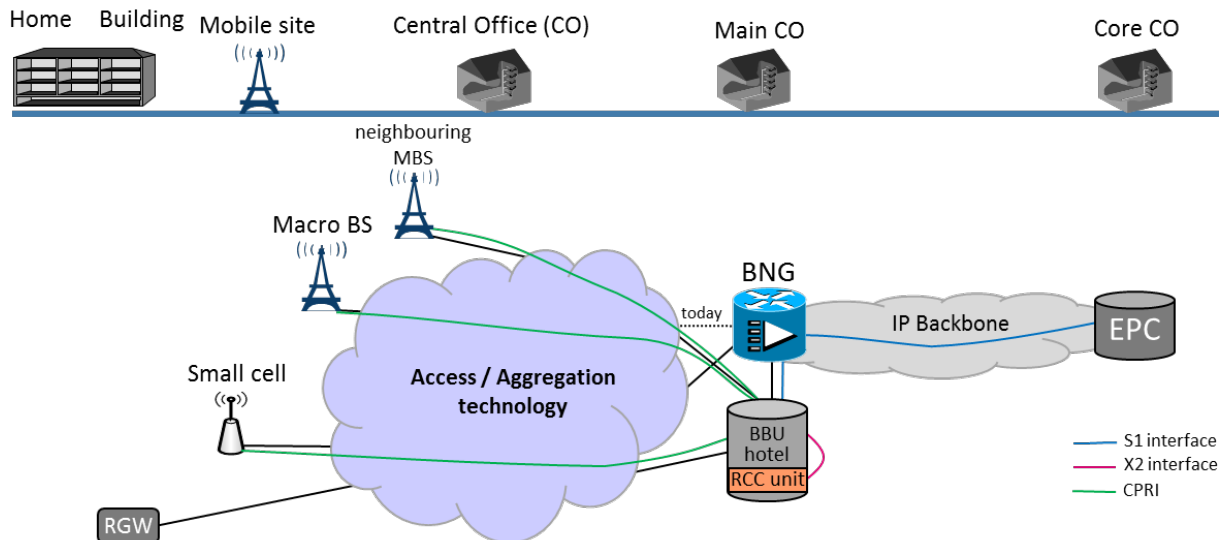 Home Building Mobile site Central Office (CO) Main CO Core CO
neighbouring
MBS
Macro BS
BNG
today
IP Backbone
EPC
Small cell
Access / Aggregation
technology
BBU
hotel
RCC unit
S1 interface
X2 interface
CPRI
RGW